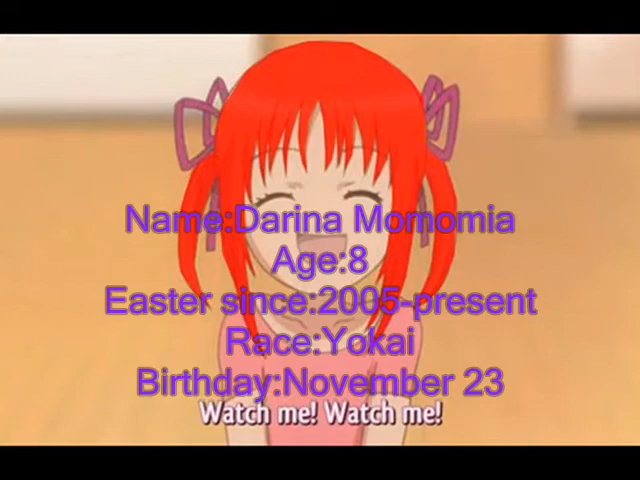 Name:Darina Momomia
Age:8
Easter since:2005-present
Race:Yokai
Birthday:November 23
Watch me! Watch me!